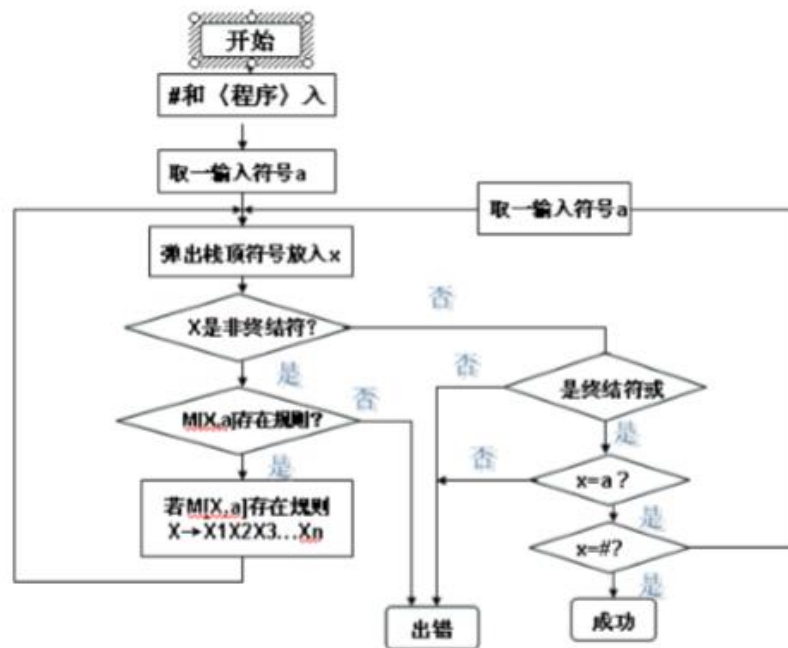 开始
#和〈程序〉入
取一输入符号a
取一输入符号a
弹出栈顶符号放入x
否
X是非终结符?
是
否
是终结符或
否
M[X,a]存在规则?
是
否
x=a ?
是
若M[X,a]存在规则
X→X1X2X3...Xn
是
x=#?
是
出错
成功